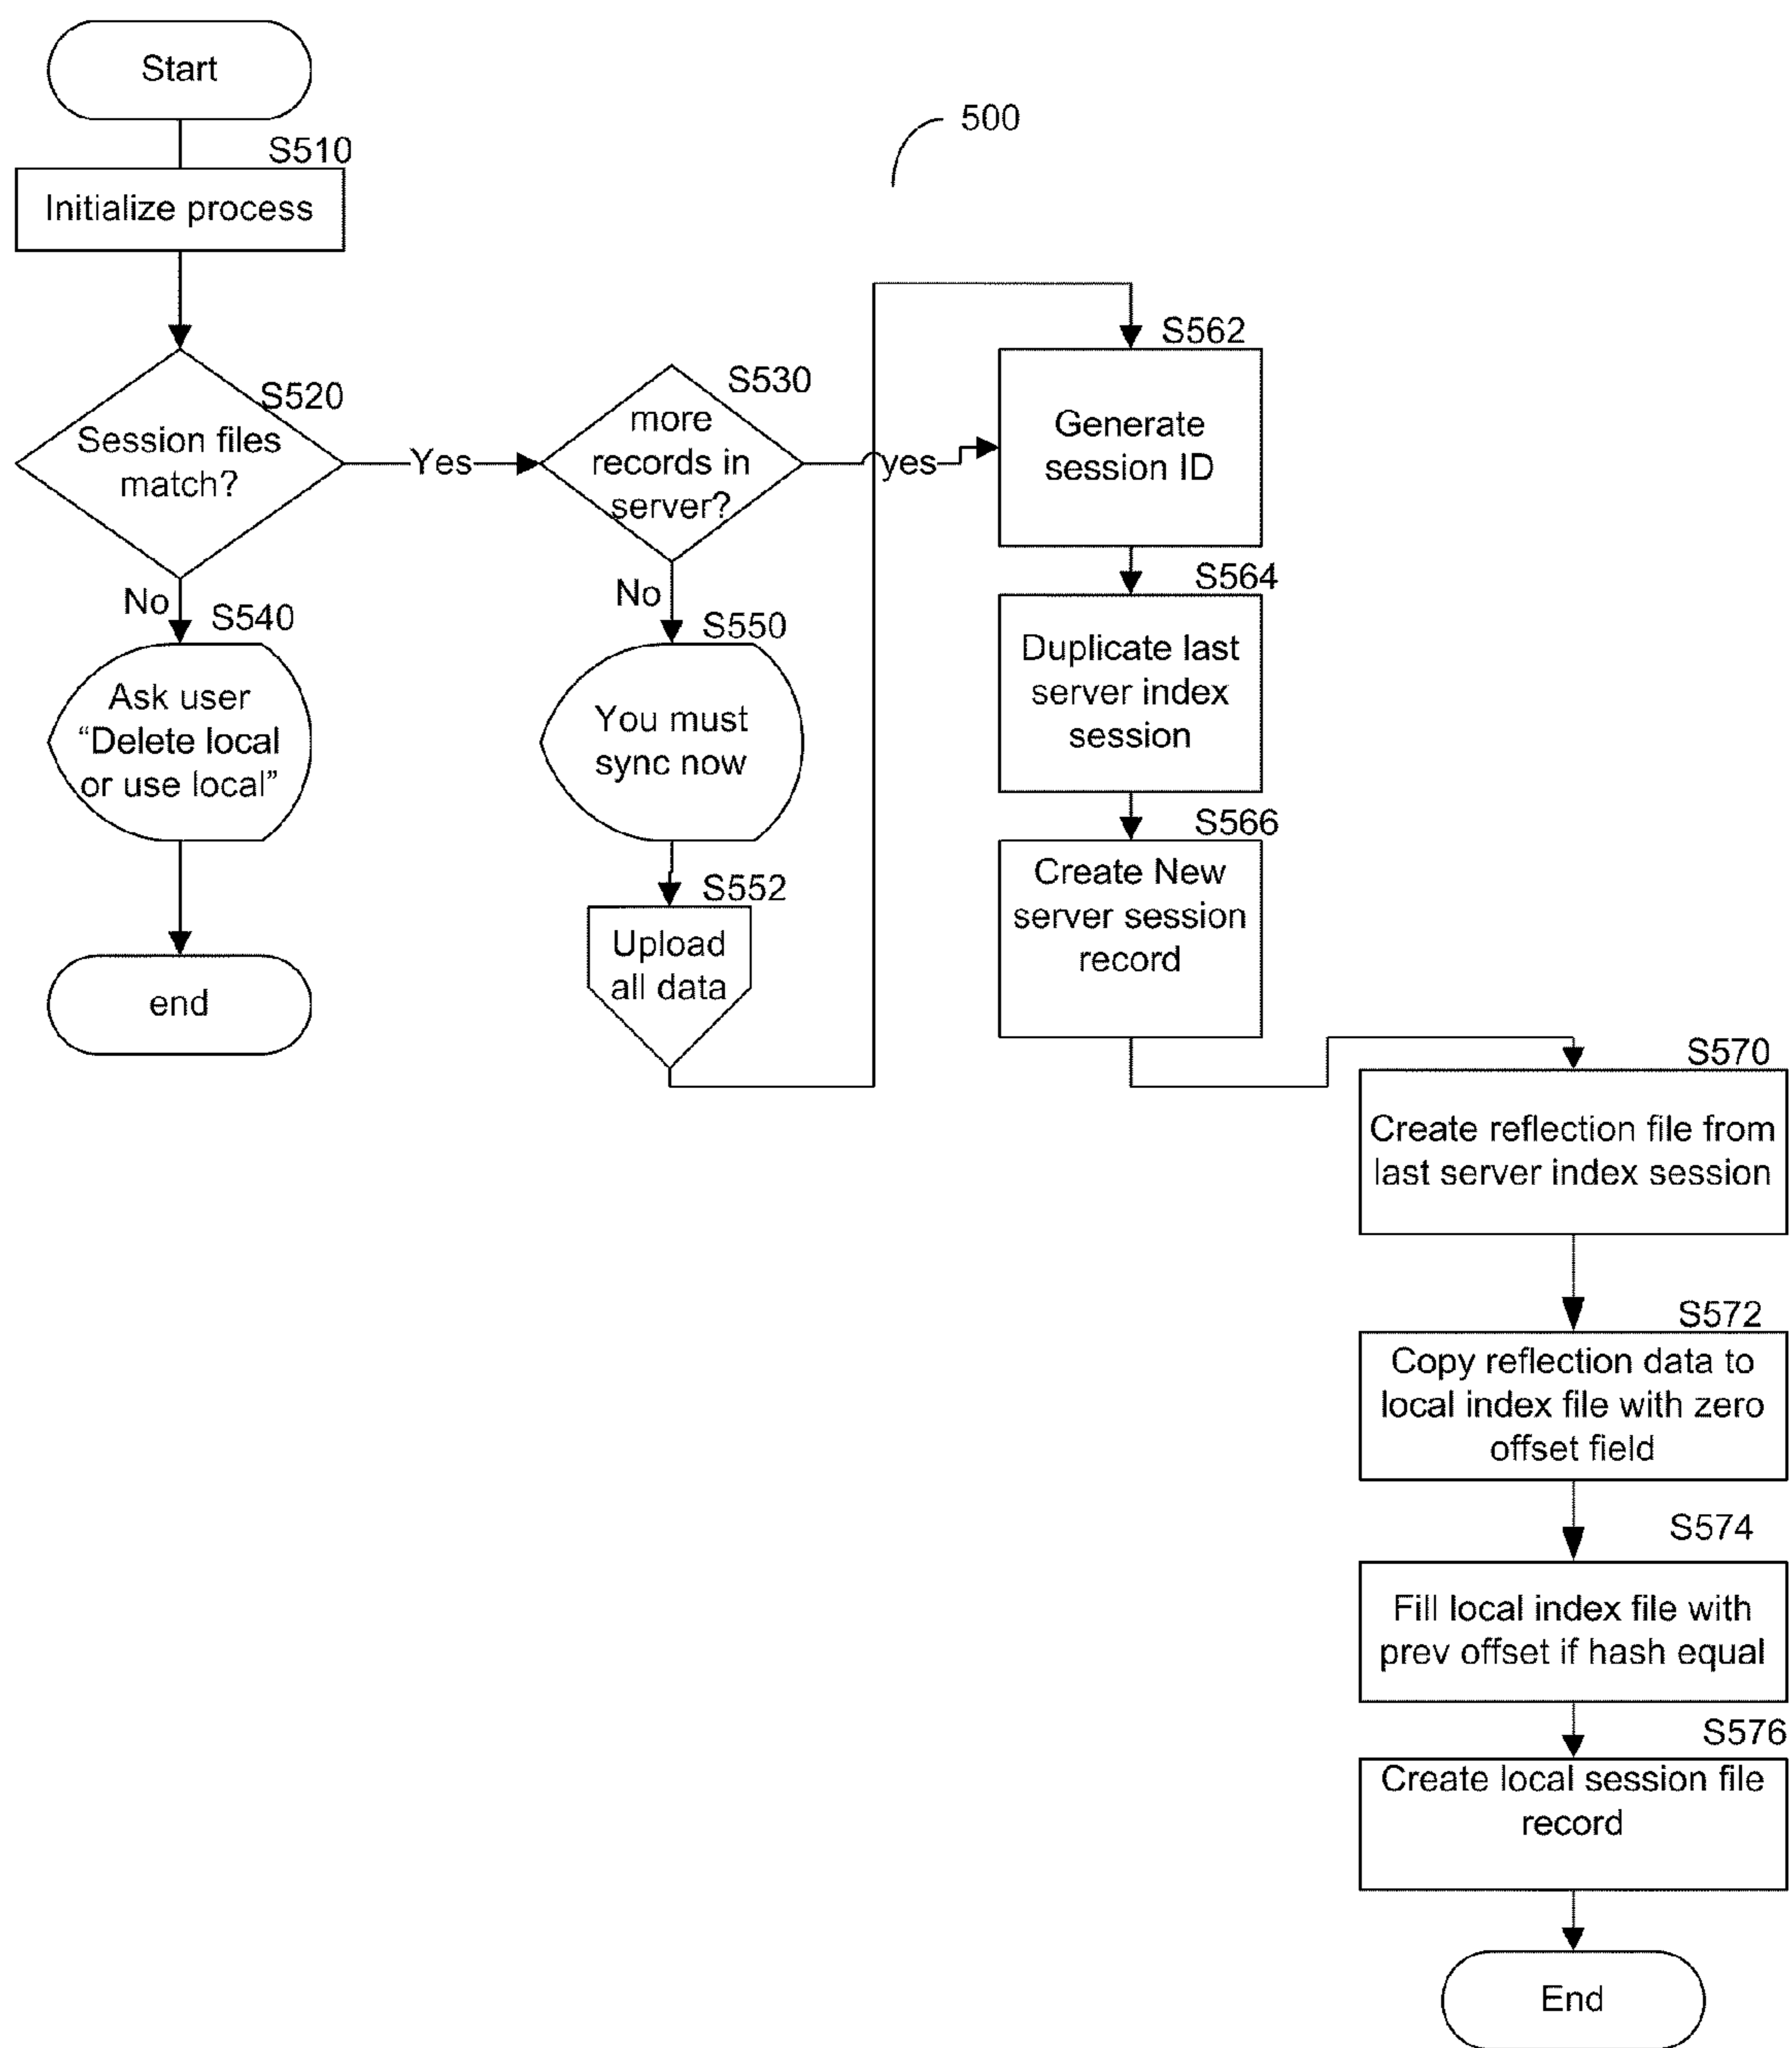 Start
500
S510
Initialize process
S520
Session files
match?
Yes
No
S530
more
records in
server?
yes
No
S540
Ask user
“Delete local
or use local”
end
S550
You must
sync now
S552
Upload
all data
S562
Generate
session ID
S564
Duplicate last
server index
session
S566
Create New
server session
record
S570
Create reflection file from
last server index session
S572
Copy reflection data to
local index file with zero
offset field
S574
Fill local index file with
prev offset if hash equal
S576
Create local session file
record
End